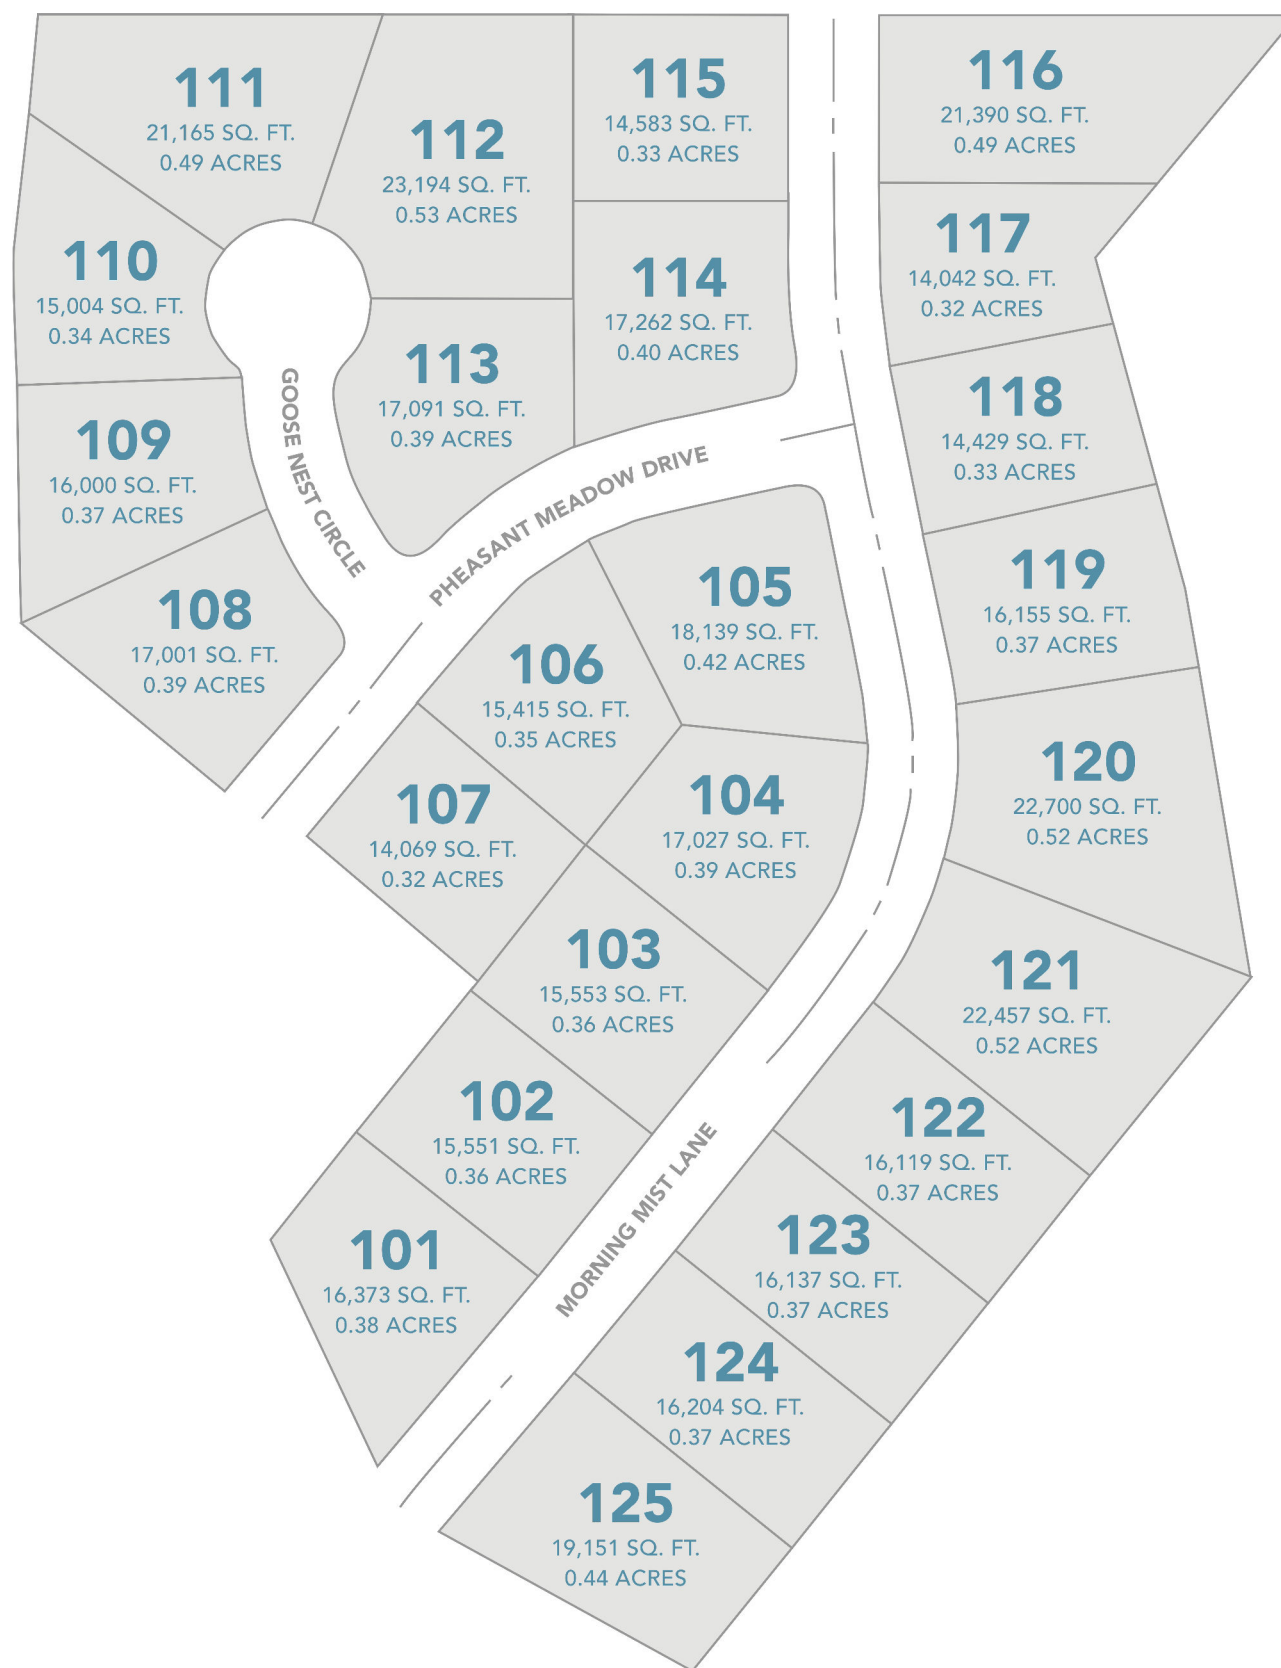 111
21,165 SQ. FT.
0.49 ACRES
112
23,194 SQ. FT.
0.53 ACRES
115
14,583 SQ. FT.
0.33 ACRES
116
21,390 SQ. FT.
0.49 ACRES
110
15,004 SQ. FT.
0.34 ACRES
114
17,262 SQ. FT.
0.40 ACRES
117
14,042 SQ. FT.
0.32 ACRES
113
17,091 SQ. FT.
0.39 ACRES
118
14,429 SQ. FT.
0.33 ACRES
109
16,000 SQ. FT.
0.37 ACRES
GOOSE NEST CIRCLE
PHEASANT MEADOW DRIVE
108
17,001 SQ. FT.
0.39 ACRES
105
18,139 SQ. FT.
0.42 ACRES
119
16,155 SQ. FT.
0.37 ACRES
106
15,415 SQ. FT.
0.35 ACRES
107
14,069 SQ. FT.
0.32 ACRES
104
17,027 SQ. FT.
0.39 ACRES
120
22,700 SQ. FT.
0.52 ACRES
103
15,553 SQ. FT.
0.36 ACRES
121
22,457 SQ. FT.
0.52 ACRES
102
15,551 SQ. FT.
0.36 ACRES
122
16,119 SQ. FT.
0.37 ACRES
MORNING MIST LANE
101
16,373 SQ. FT.
0.38 ACRES
123
16,137 SQ. FT.
0.37 ACRES
124
16,204 SQ. FT.
0.37 ACRES
125
19,151 SQ. FT.
0.44 ACRES